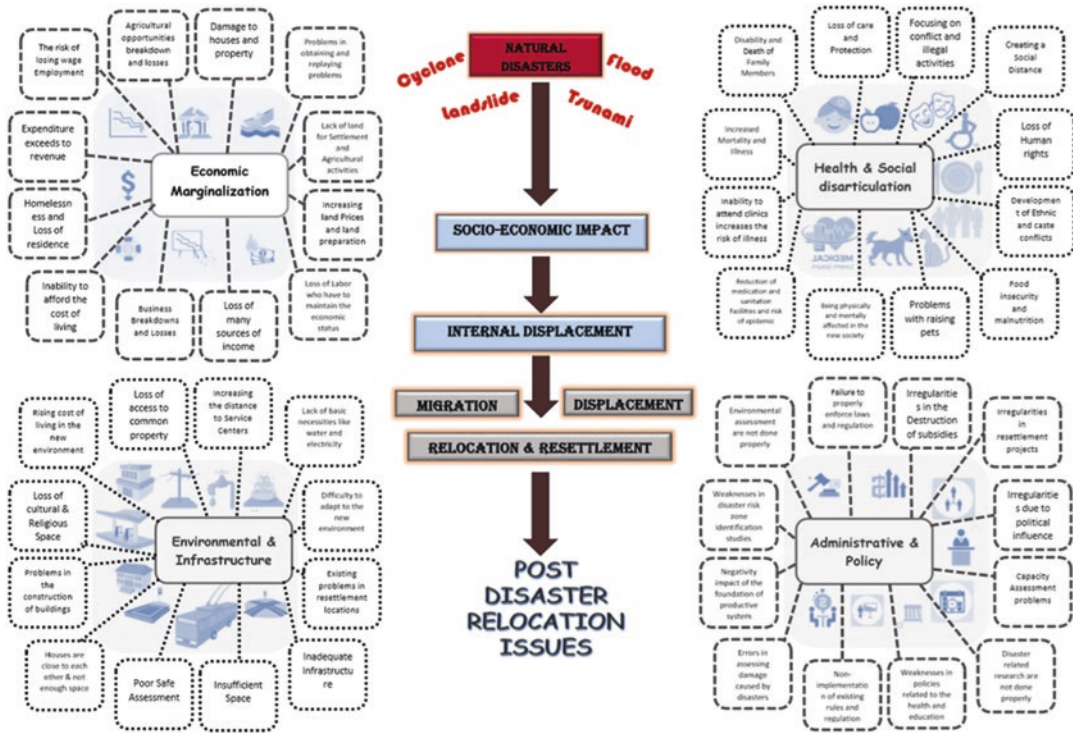 The risk of
losing wage
Employment
Agricultural
opportunities
breakdown
and losses
Damage to
houses and
property
Problems in
obtaining and
replaying
problems
Expenditure
exceeds to
revenue
Economic
Marginalization
Lack of land
for Settlement
and
Agricultural
activities
Homelessn
ess and
Loss of
residence
Increasing
land Prices
and land
preparation
Inability to
afford the
cost of
living
Business
Breakdowns
and Losses
Loss of
many
sources of
income
Loss of Labor
who have to
maintain the
economic
status
NATURAL
DISASTERS
Cyclone
Flood
Landslide
Tsunami
SOCIO-ECONOMIC IMPACT
INTERNAL DISPLACEMENT
MIGRATION
DISPLACEMENT
RELOCATION & RESETTLEMENT
POST
DISASTER
RELOCATION
ISSUES
Disability and
Death of
Family
Members
Loss of care
and
Protection
Focusing on
conflict and
illegal
activities
Creating a
Social
Distance
Increased
Mortality and
Illness
Health & Social
disarticulation
Loss of
Human
rights
Inability to
attend clinics
increases the
risk of illness
Developmen
t of Ethnic
and caste
conflicts
MEDICAL
Reduction of
medication and
sanitation
facilities and risk
of epidemic
Being physically
and mentally
affected in the
new society
Problems
with raising
pets
Food
insecurity
and
malnutrition
Rising cost of
living in the
new
environment
Loss of
access to
common
property
Increasing
the distance
to Service
Centers
Lack of basic
necessities like
water and
electricity
Loss of
cultural &
Religious
Space
Environmental &
Infrastructure
Difficulty to
adapt to the
new
environment
Problems in
the
construction
of buildings
Existing
problems in
resettlement
locations
Houses are
close to each
other & not
enough space
Poor Safe
Assessment
Insufficient
Space
Inadequate
Infrastructu
re
Environmental
assessment
are not done
properly
Failure to
properly
enforce laws
and
regulation
Irregularitie
s in the
Destruction
of subsidies
Irregularities
in
resettlement
projects
Weaknesses in
disaster risk
zone
identification
studies
Administrative &
Policy
Irregularitie
s due to
political
influence
Negativity
impact of the
foundation of
productive
system
Capacity
Assessment
problems
Errors in
assessing
damage
caused by
disasters
Non-
implementatio
n of existing
rules and
regulation
Weaknesses in
policies
related to the
health and
education
Disaster
related
research are
not done
properly